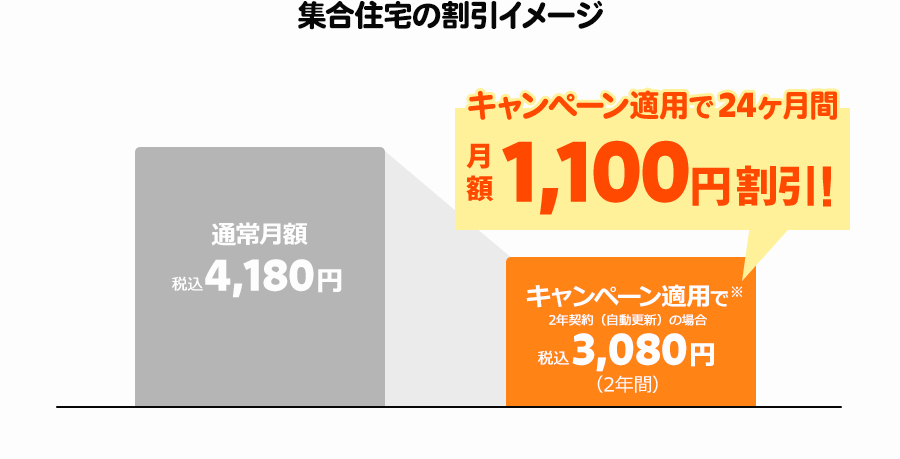 集合住宅の割引イメージ
キャンペーン適用で24ヶ月間
月額 1,100円割引!
通常月額
税込4,180円
キャンペーン適用で※
2年契約（自動更新）の場合
税込3,080円
（2年間）